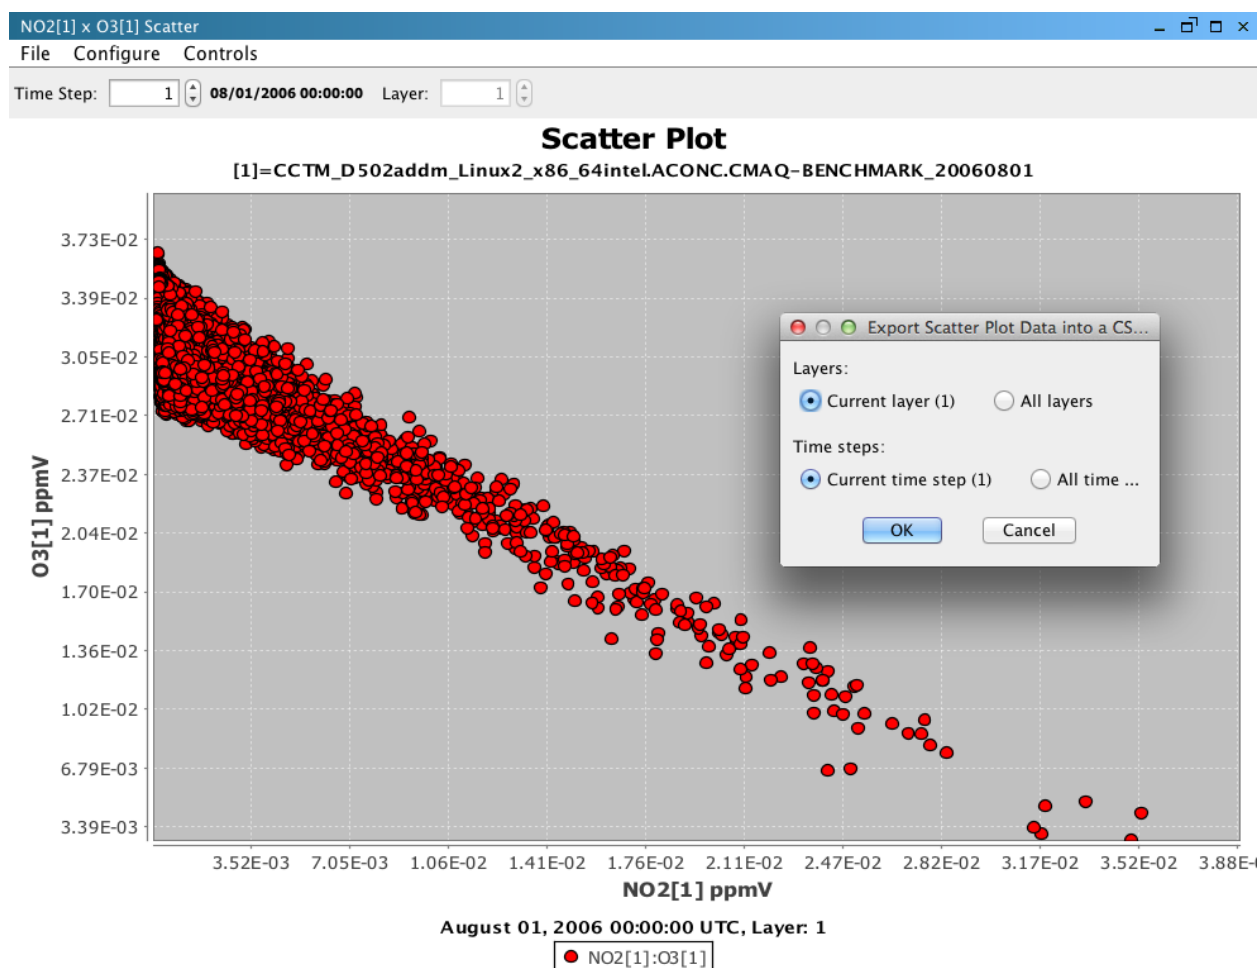 NO2[1] x O3[1] Scatter
File Configure Controls
Time Step: 1 08/01/2006 00:00:00 Layer: 1
Scatter Plot
[1]=CCTM_D502addm_Linux2_x86_64intel.ACONC.CMAQ-BENCHMARK_20060801
3.73E-02
3.39E-02
3.05E-02
2.71E-02
2.37E-02
2.04E-02
1.70E-02
1.36E-02
1.02E-02
6.79E-03
3.39E-03
O3[1] ppmV
Export Scatter Plot Data into a CS...
Layers:
Current layer (1) All layers
Time steps:
Current time step (1) All time ...
OK Cancel
3.52E-03 7.05E-03 1.06E-02 1.41E-02 1.76E-02 2.11E-02 2.47E-02 2.82E-02 3.17E-02 3.52E-02 3.88E-
NO2[1] ppmV
August 01, 2006 00:00:00 UTC, Layer: 1
NO2[1]:O3[1]